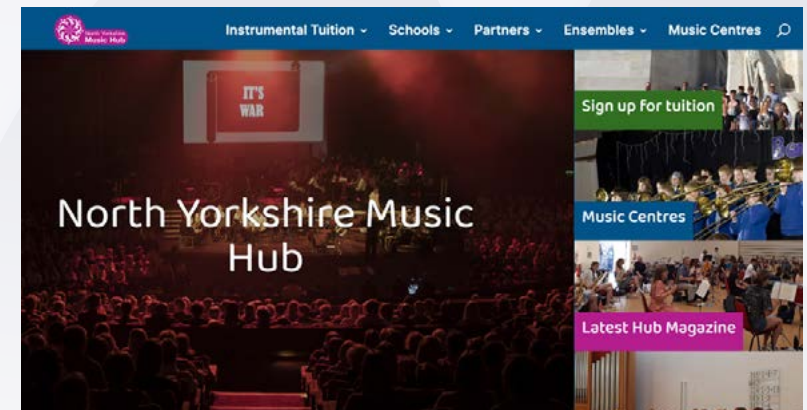 North Yorkshire
Music Hub
Instrumental Tuition
Schools
Partners
Ensembles
Music Centres
IT'S
WAR
North Yorkshire Music
Hub
Sign up for tuition
Music Centres
Latest Hub Magazine